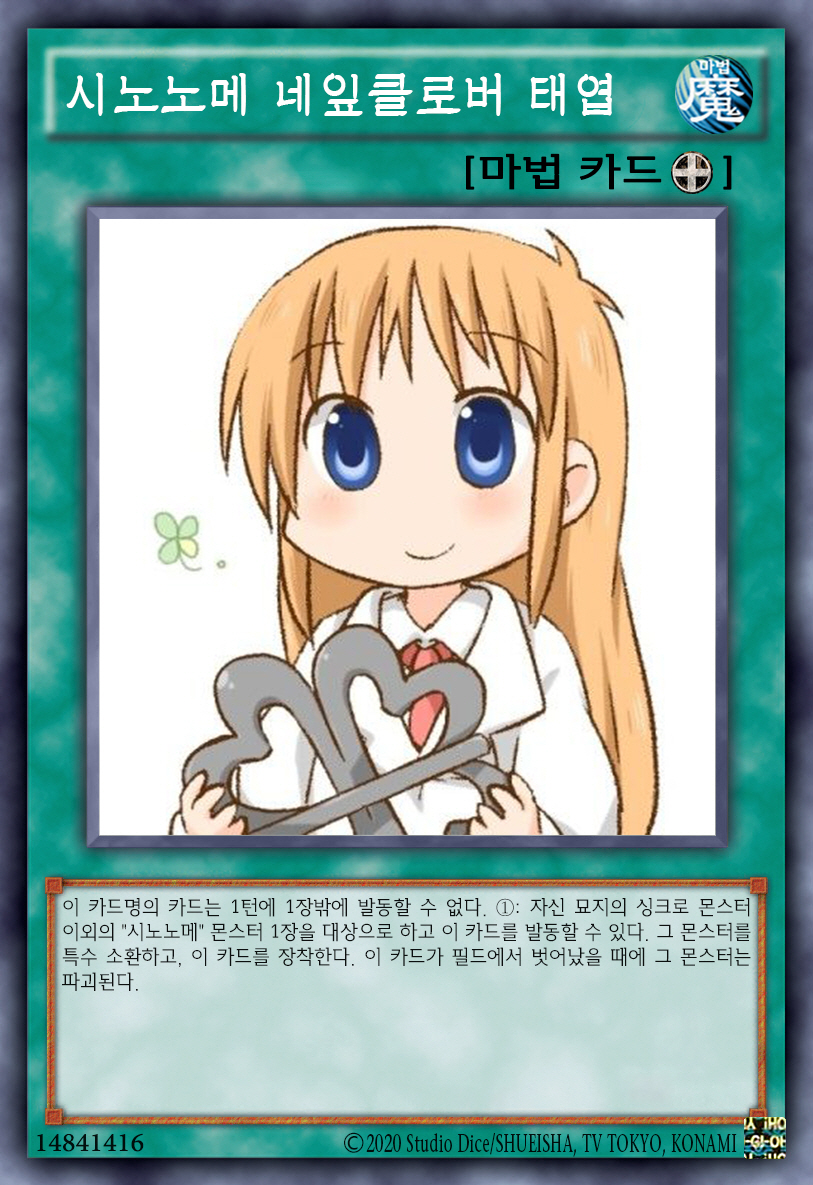 시노노메 네잎클로버 태엽
마법
魔
[마법 카드]
이 카드명의 카드는 1턴에 1장밖에 발동할 수 없다. ①: 자신 묘지의 싱크로 몬스터
이외의 "시노노메" 몬스터 1장을 대상으로 하고 이 카드를 발동할 수 있다. 그 몬스터를
특수 소환하고, 이 카드를 장착한다. 이 카드가 필드에서 벗어났을 때에 그 몬스터는
파괴된다.
14841416
©2020 Studio Dice/SHUEISHA, TV TOKYO, KONAMI